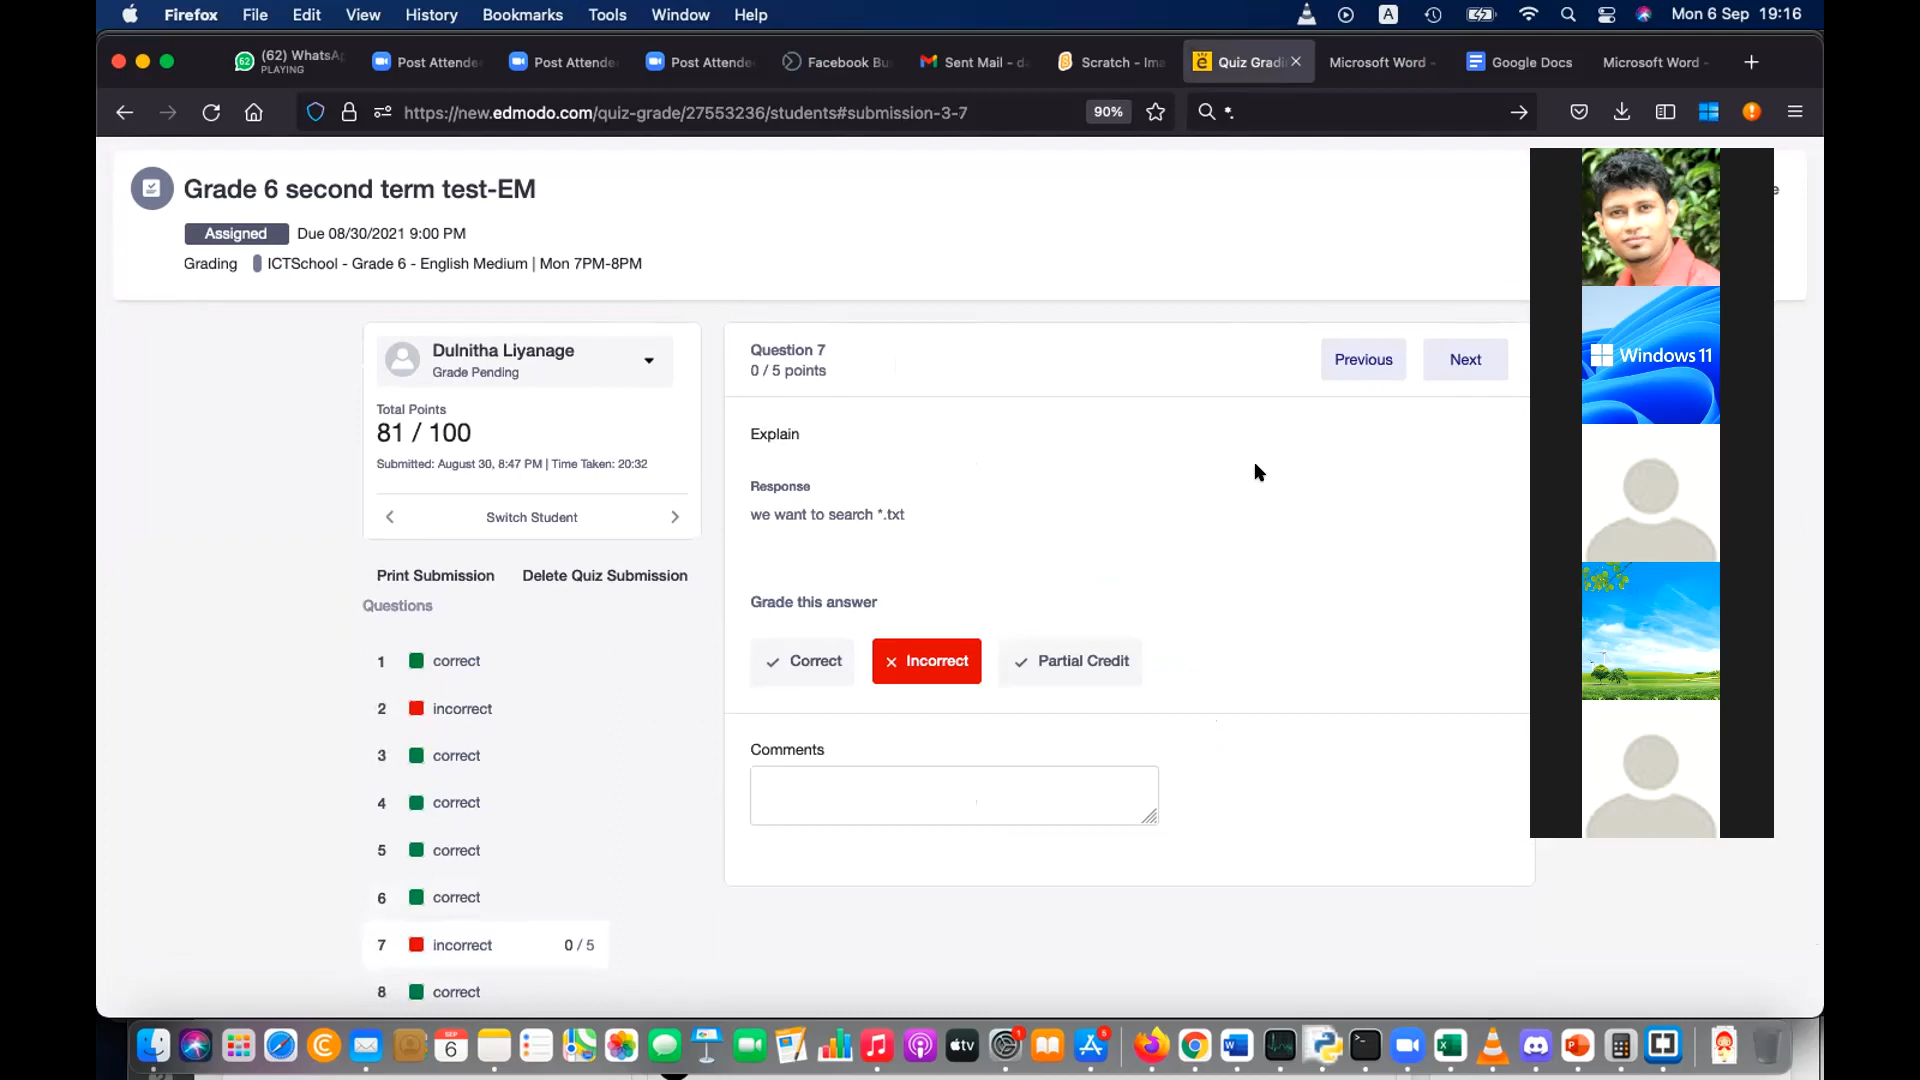 Firefox File Edit View History Bookmarks Tools Window Help
A
Mon 6 Sep 19:16
62
(62) WhatsAp
PLAYING
Post Attende
Post Attende
Post Attende
Facebook Bu
Sent Mail - d
Scratch - Ima
Quiz Gradi
Microsoft Word -
Google Docs
Microsoft Word -
https://new.edmodo.com/quiz-grade/27553236/students#submission-3-7
90%
*.
Grade 6 second term test-EM
Assigned Due 08/30/2021 9:00 PM
Grading ICTSchool - Grade 6 - English Medium | Mon 7PM-8PM
Dulnitha Liyanage
Grade Pending
Total Points
81 / 100
Submitted: August 30, 8:47 PM | Time Taken: 20:32
Switch Student
Print Submission Delete Quiz Submission
Questions
1 correct
2 incorrect
3 correct
4 correct
5 correct
6 correct
7 incorrect 0 / 5
8 correct
Question 7
0 / 5 points
Previous Next
Explain
Response
we want to search *.txt
Grade this answer
Correct Incorrect Partial Credit
Comments
Windows 11
e
SEP
6
tv
1
5